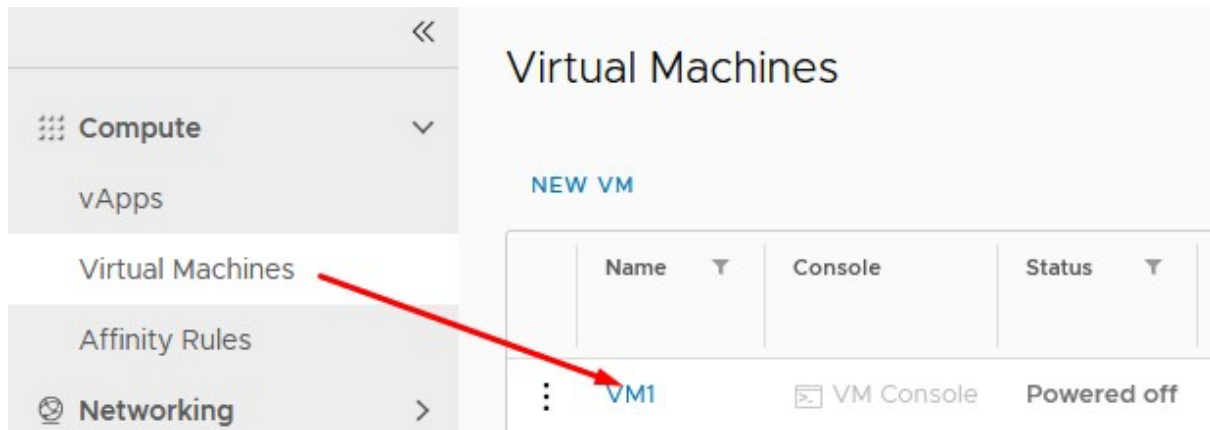 Compute
vApps
Virtual Machines
Affinity Rules
Networking
Virtual Machines
NEW VM
Name Console Status
VM1 VM Console Powered off